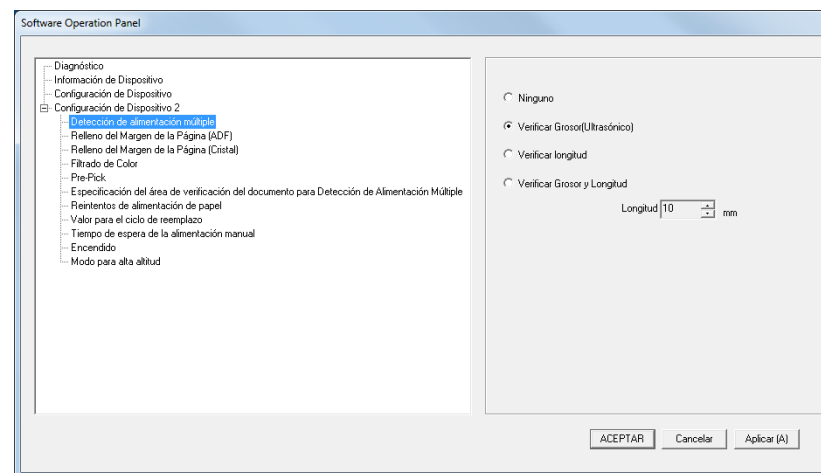 Software Operation Panel
Diagnóstico
Información de Dispositivo
Configuración de Dispositivo
Configuración de Dispositivo 2
Detección de alimentación múltiple
Relleno del Margen de la Página (ADF)
Relleno del Margen de la Página (Cristal)
Filtrado de Color
Pre-Pick
Especificación del área de verificación del documento para Detección de Alimentación Múltiple
Reintentos de alimentación de papel
Valor para el ciclo de reemplazo
Tiempo de espera de la alimentación manual
Encendido
Modo para alta altitud
Ninguno
Verificar Grosor(Ultrasónico)
Verificar longitud
Verificar Grosor y Longitud
Longitud 10 mm
ACEPTAR Cancelar Aplicar (A)